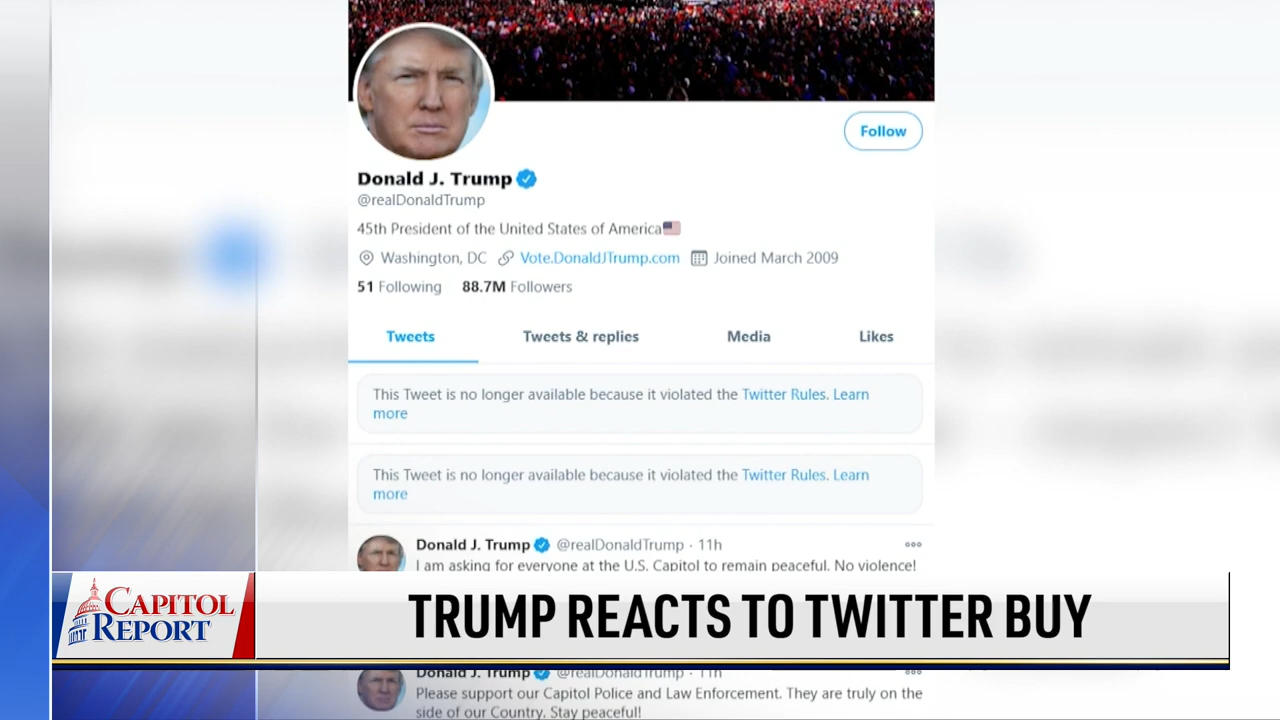 Follow
Donald J. Trump
@realDonaldTrump
45th President of the United States of America
Washington, DC Vote.DonaldJTrump.com Joined March 2009
51 Following 88.7M Followers
Tweets Tweets & replies Media Likes
This Tweet is no longer available because it violated the Twitter Rules. Learn
more
This Tweet is no longer available because it violated the Twitter Rules. Learn
more
Donald J. Trump @realDonaldTrump · 11h
I am asking for everyone at the U.S. Capitol to remain peaceful. No violence!
CAPITOL
REPORT
TRUMP REACTS TO TWITTER BUY
Donald J. Trump @realDonaldTrump · 11h
Please support our Capitol Police and Law Enforcement. They are truly on the
side of our Country. Stay peaceful!